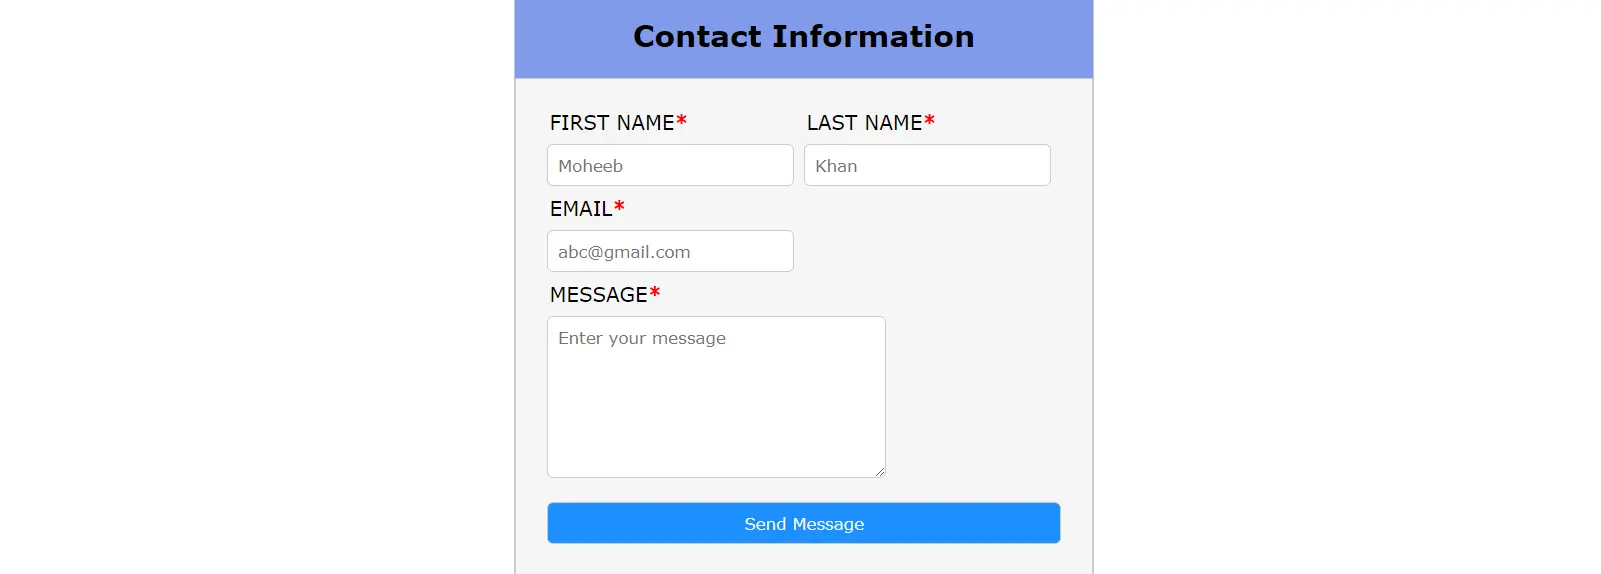 Contact Information
FIRST NAME* LAST NAME*
Moheeb Khan
EMAIL*
abc@gmail.com
MESSAGE*
Enter your message
Send Message